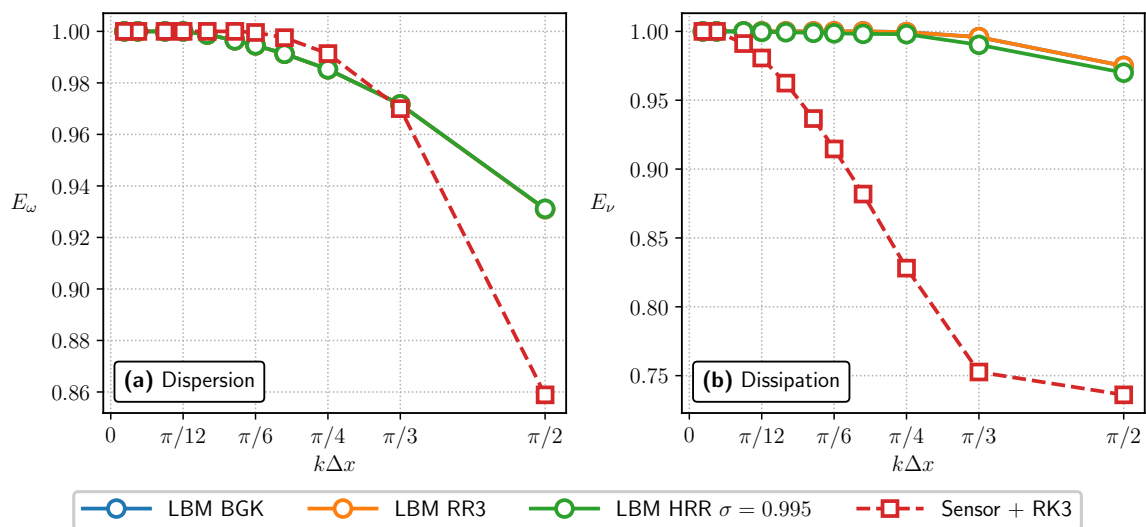 1.00
0.98
0.96
0.94
E_ω
0.92
0.90
0.88
0.86
(a) Dispersion
0 π/12 π/6 π/4 π/3 π/2
kΔx
1.00
0.95
0.90
E_ν
0.85
0.80
0.75
(b) Dissipation
0 π/12 π/6 π/4 π/3 π/2
kΔx
LBM BGK LBM RR3 LBM HRR σ = 0.995 Sensor + RK3